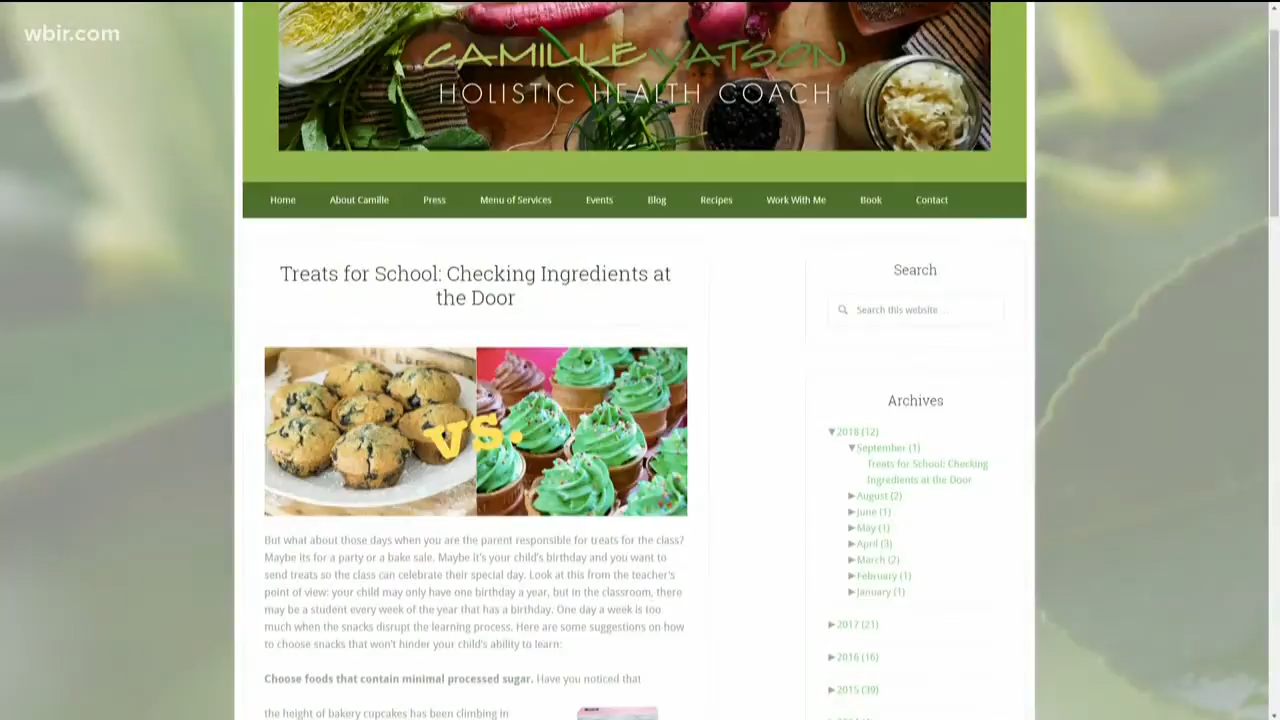 wbir.com
CAMILLE WATSON
HOLISTIC HEALTH COACH
Home About Camille Press Menu of Services Events Blog Recipes Work With Me Book Contact
Treats for School: Checking Ingredients at
the Door
vs.
But what about those days when you are the parent responsible for treats for the class?
Maybe its for a party or a bake sale. Maybe it's your child's birthday and you want to
send treats so the class can celebrate their special day. Look at this from the teacher's
point of view: your child may only have one birthday a year, but in the classroom, there
may be a student every week of the year that has a birthday. One day a week is too
much when the snacks disrupt the learning process. Here are some suggestions on how
to choose snacks that won't hinder your child's ability to learn:
Choose foods that contain minimal processed sugar. Have you noticed that
the height of bakery cupcakes has been climbing in
Search
Search this website …
Archives
▼2018 (12)
▼September (1)
Treats for School: Checking
Ingredients at the Door
▶August (2)
▶June (1)
▶May (1)
▶April (3)
▶March (2)
▶February (1)
▶January (1)
▶2017 (21)
▶2016 (16)
▶2015 (39)